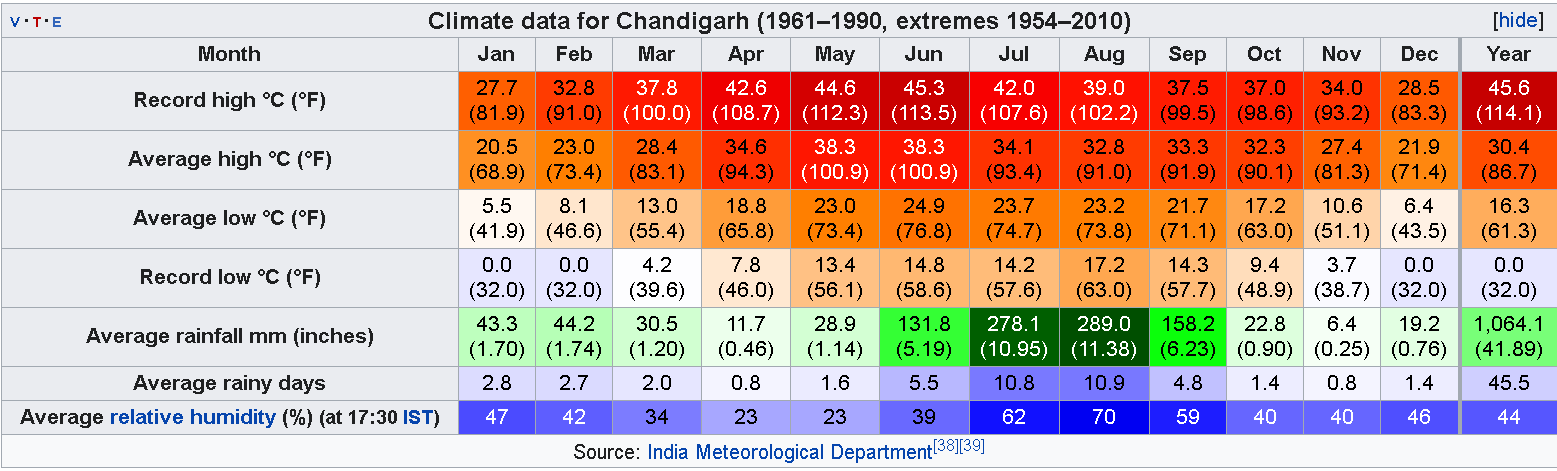 V·T·E Climate data for Chandigarh (1961–1990, extremes 1954–2010) [hide]
Month Jan Feb Mar Apr May Jun Jul Aug Sep Oct Nov Dec Year
Record high °C (°F) 27.7 (81.9) 32.8 (91.0) 37.8 (100.0) 42.6 (108.7) 44.6 (112.3) 45.3 (113.5) 42.0 (107.6) 39.0 (102.2) 37.5 (99.5) 37.0 (98.6) 34.0 (93.2) 28.5 (83.3) 45.6 (114.1)
Average high °C (°F) 20.5 (68.9) 23.0 (73.4) 28.4 (83.1) 34.6 (94.3) 38.3 (100.9) 38.3 (100.9) 34.1 (93.4) 32.8 (91.0) 33.3 (91.9) 32.3 (90.1) 27.4 (81.3) 21.9 (71.4) 30.4 (86.7)
Average low °C (°F) 5.5 (41.9) 8.1 (46.6) 13.0 (55.4) 18.8 (65.8) 23.0 (73.4) 24.9 (76.8) 23.7 (74.7) 23.2 (73.8) 21.7 (71.1) 17.2 (63.0) 10.6 (51.1) 6.4 (43.5) 16.3 (61.3)
Record low °C (°F) 0.0 (32.0) 0.0 (32.0) 4.2 (39.6) 7.8 (46.0) 13.4 (56.1) 14.8 (58.6) 14.2 (57.6) 17.2 (63.0) 14.3 (57.7) 9.4 (48.9) 3.7 (38.7) 0.0 (32.0) 0.0 (32.0)
Average rainfall mm (inches) 43.3 (1.70) 44.2 (1.74) 30.5 (1.20) 11.7 (0.46) 28.9 (1.14) 131.8 (5.19) 278.1 (10.95) 289.0 (11.38) 158.2 (6.23) 22.8 (0.90) 6.4 (0.25) 19.2 (0.76) 1,064.1 (41.89)
Average rainy days 2.8 2.7 2.0 0.8 1.6 5.5 10.8 10.9 4.8 1.4 0.8 1.4 45.5
Average relative humidity (%) (at 17:30 IST) 47 42 34 23 23 39 62 70 59 40 40 46 44
Source: India Meteorological Department[38][39]